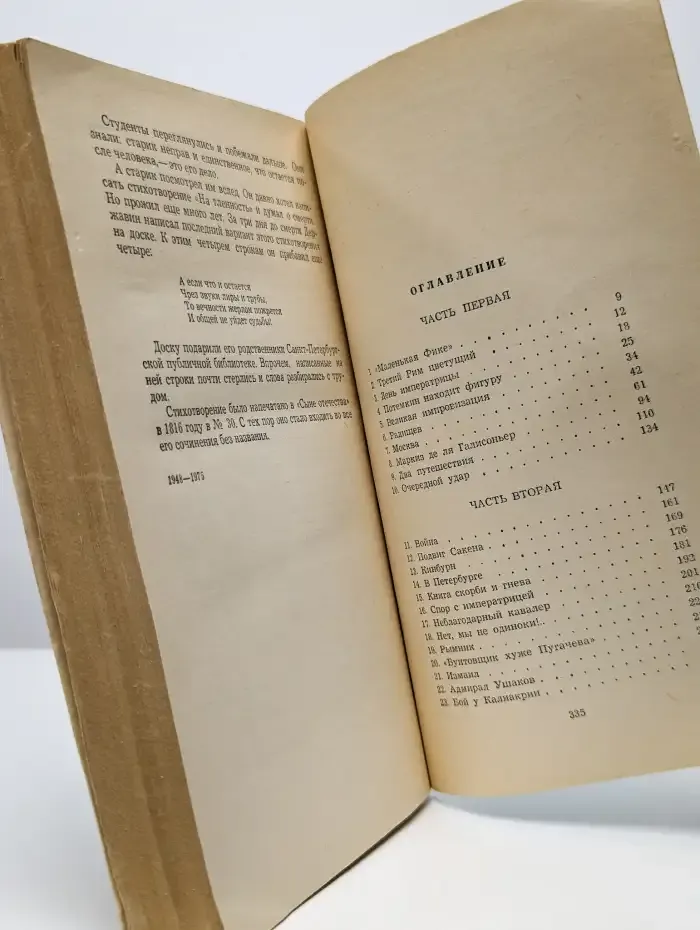 Студенты переглянулись и побежали дальше. Они
знали: старик неправ и единственное, что остается по-
сле человека,— это его дело.
А старик посмотрел им вслед. Он давно хотел напи-
сать стихотворение «На тленность» и думал о смерти.
Но прожил еще много лет. За три дня до смерти Дер-
жавин написал последний вариант этого стихотворения
на доске. К этим четырем строкам он прибавил еще
четыре:
А если что и остается
Чрез звуки лиры и трубы,
То вечности жерлом пожрется
И общей не уйдет судьбы!
Доску подарили его родственники Санкт-Петербург-
ской публичной библиотеке. Впрочем, написанные на
ней строки почти стерлись и слова разбирались с тру-
дом.
Стихотворение было напечатано в «Сыне отечества»
в 1816 году в № 30. С тех пор оно стало входить во все
его сочинения без названия.
1948—1975
ОГЛАВЛЕНИЕ
ЧАСТЬ ПЕРВАЯ
1. «Маленькая Фике» . . . . . . . . 9
2. Третий Рим цветущий . . . . . . . . 12
3. День императрицы . . . . . . . . 18
4. Потемкин находит фигуру . . . . . . . . 25
5. Великая импровизация . . . . . . . . 34
6. Радищев . . . . . . . . 42
7. Москва . . . . . . . . 61
8. Маркиз де ля Галисоньер . . . . . . . . 94
9. Два путешествия . . . . . . . . 110
10. Очередной удар . . . . . . . . 134
ЧАСТЬ ВТОРАЯ
11. Война . . . . . . . . 147
12. Подвиг Сакена . . . . . . . . 161
13. Кинбурн . . . . . . . . 169
14. В Петербурге . . . . . . . . 176
15. Книга скорби и гнева . . . . . . . . 181
16. Спор с императрицей . . . . . . . . 193
17. Неблагодарный кавалер . . . . . . . . 201
18. Нет, мы не одиноки!.. . . . . . . . .
19. Рымник . . . . . . . .
20. «Бунтовщик хуже Пугачева» . . . . . . . .
21. Измаил . . . . . . . .
22. Адмирал Ушаков . . . . . . . .
23. Бой у Калиакрии . . . . . . . .
335